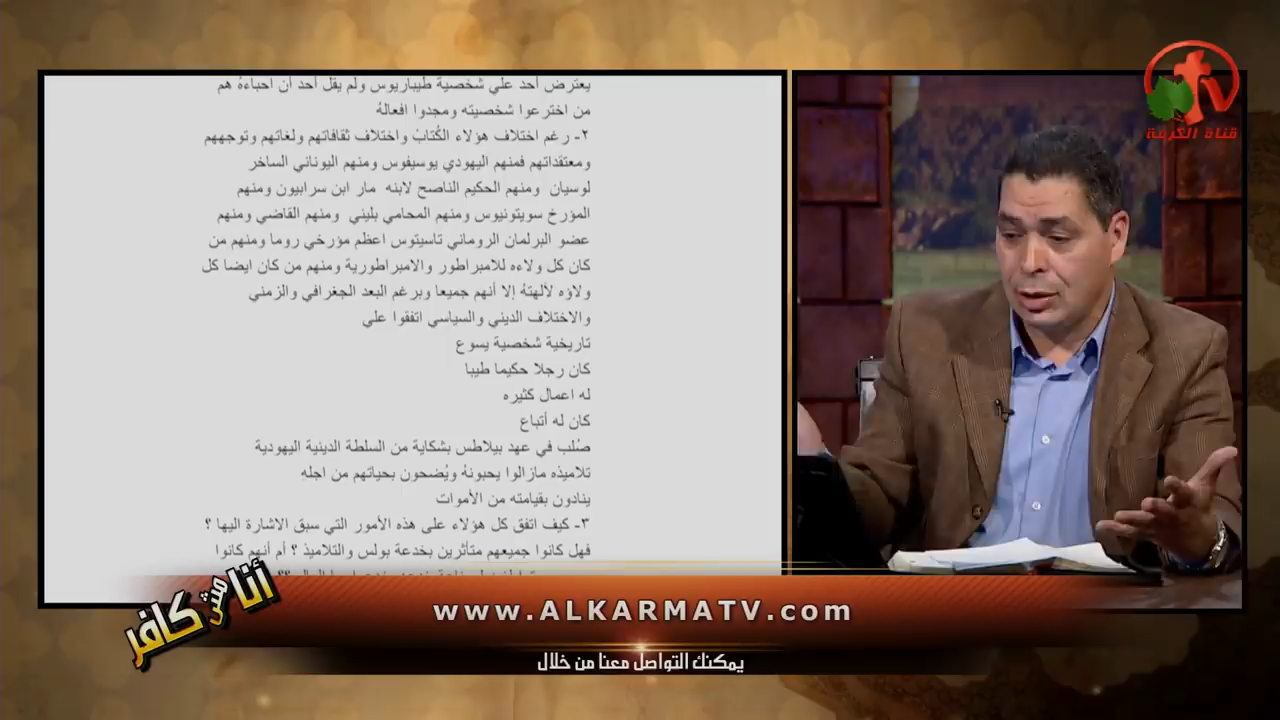 يعترض أحد علي شخصية طيباريوس ولم يقل أحد أن احباءهُ هم
من اخترعوا شخصيته ومجدوا افعالهُ
٢- رغم اختلاف هؤلاء الكُتابْ واختلاف ثقافاتهم ولغاتهم وتوجههم
ومعتقداتهم فمنهم اليهودي يوسيفوس ومنهم اليوناني الساخر
لوسيان ومنهم الحكيم الناصح لابنه مار ابن سرابيون ومنهم
المؤرخ سويتونيوس ومنهم المحامي بليني ومنهم القاضي ومنهم
عضو البرلمان الروماني تاسيتوس اعظم مؤرخي روما ومنهم من
كان كل ولاءه للامبراطور والامبراطورية ومنهم من كان ايضا كل
ولاؤه لألهتهُ إلا أنهم جميعا وبرغم البعد الجغرافي والزمني
والاختلاف الديني والسياسي اتفقوا علي
تاريخية شخصية يسوع
كان رجلا حكيما طيبا
له اعمال كثيره
كان له أتباع
صُلب في عهد بيلاطس بشكاية من السلطة الدينية اليهودية
تلاميذه مازالوا يحبونهُ ويُضحون بحياتهم من اجلهِ
ينادون بقيامته من الأموات
٣- كيف اتفق كل هؤلاء على هذه الأمور التي سبق الاشارة اليها ؟
فهل كانوا جميعهم متأثرين بخدعة بولس والتلاميذ ؟ أم أنهم كانوا
tv
قناة الكرمة
أنا مش كافر
www.ALKARMATV.com
يمكنك التواصل معنا من خلال